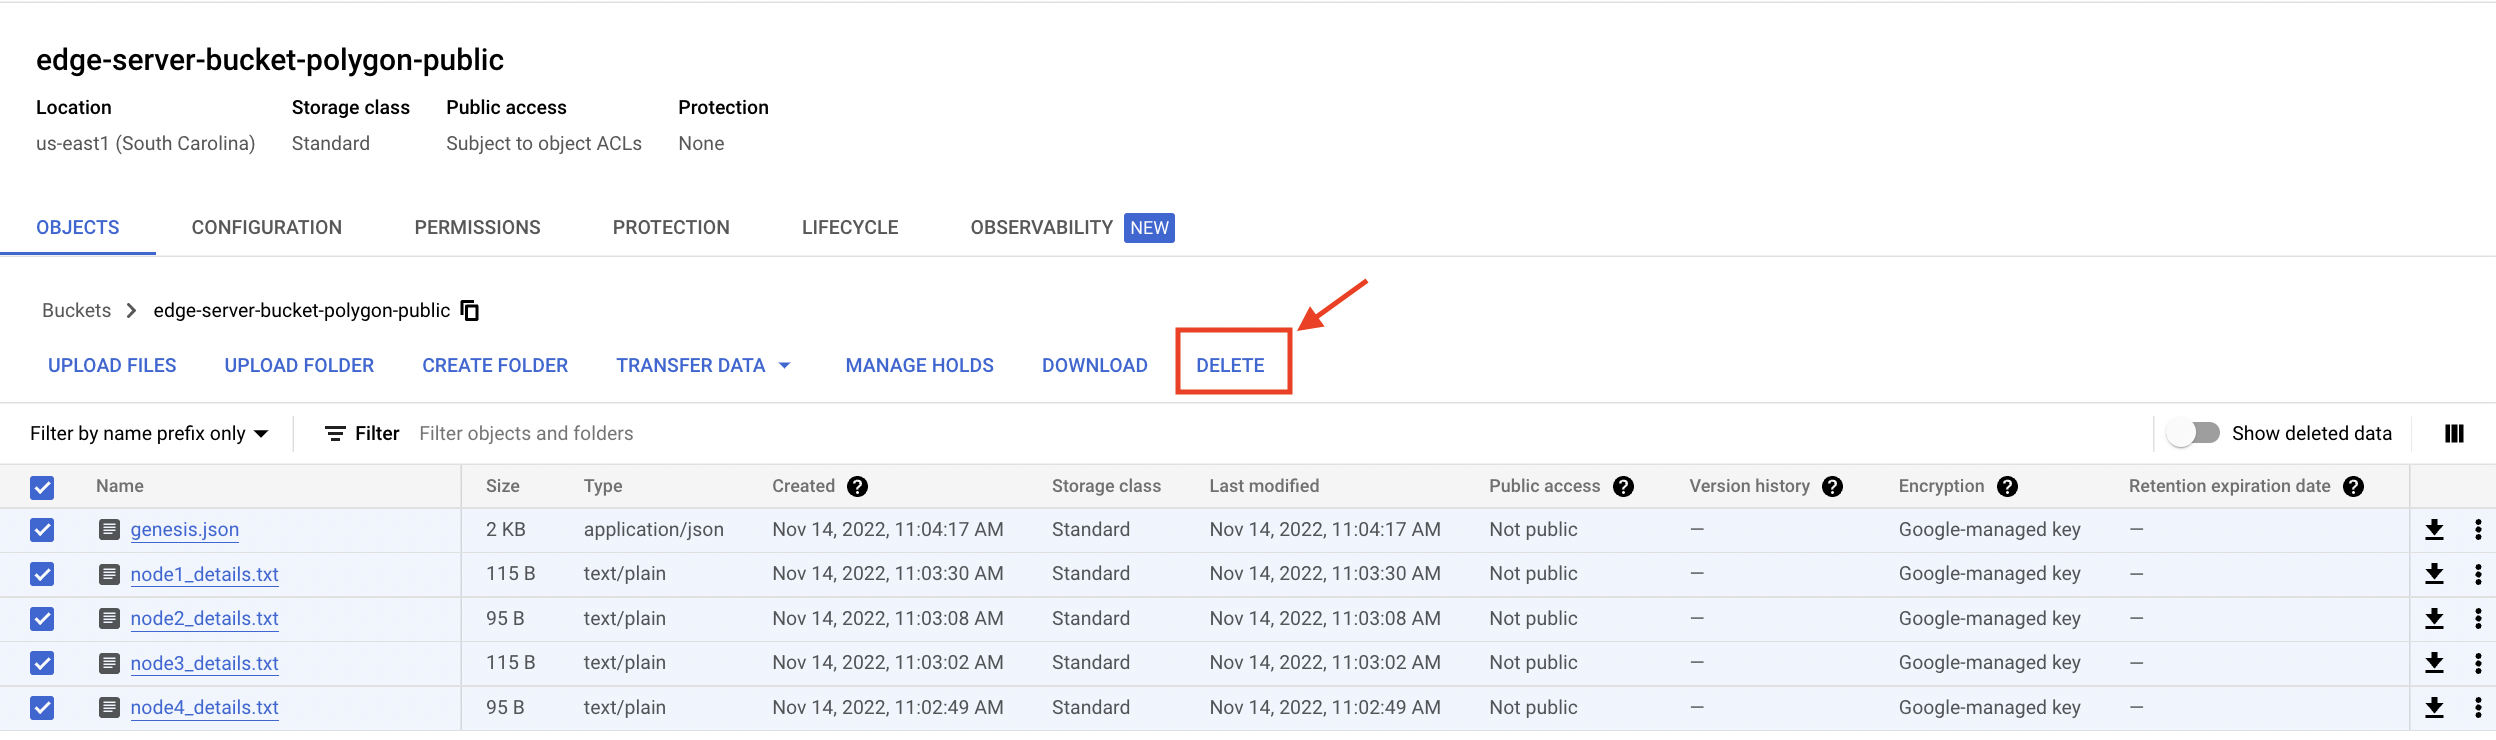 edge-server-bucket-polygon-public
Location Storage class Public access Protection
us-east1 (South Carolina) Standard Subject to object ACLs None
OBJECTS CONFIGURATION PERMISSIONS PROTECTION LIFECYCLE OBSERVABILITY NEW
Buckets edge-server-bucket-polygon-public
UPLOAD FILES UPLOAD FOLDER CREATE FOLDER TRANSFER DATA MANAGE HOLDS DOWNLOAD DELETE
Filter by name prefix only Filter Filter objects and folders Show deleted data
Name Size Type Created ? Storage class Last modified Public access ? Version history ? Encryption ? Retention expiration date ?
genesis.json 2 KB application/json Nov 14, 2022, 11:04:17 AM Standard Nov 14, 2022, 11:04:17 AM Not public — Google-managed key —
node1_details.txt 115 B text/plain Nov 14, 2022, 11:03:30 AM Standard Nov 14, 2022, 11:03:30 AM Not public — Google-managed key —
node2_details.txt 95 B text/plain Nov 14, 2022, 11:03:08 AM Standard Nov 14, 2022, 11:03:08 AM Not public — Google-managed key —
node3_details.txt 115 B text/plain Nov 14, 2022, 11:03:02 AM Standard Nov 14, 2022, 11:03:02 AM Not public — Google-managed key —
node4_details.txt 95 B text/plain Nov 14, 2022, 11:02:49 AM Standard Nov 14, 2022, 11:02:49 AM Not public — Google-managed key —